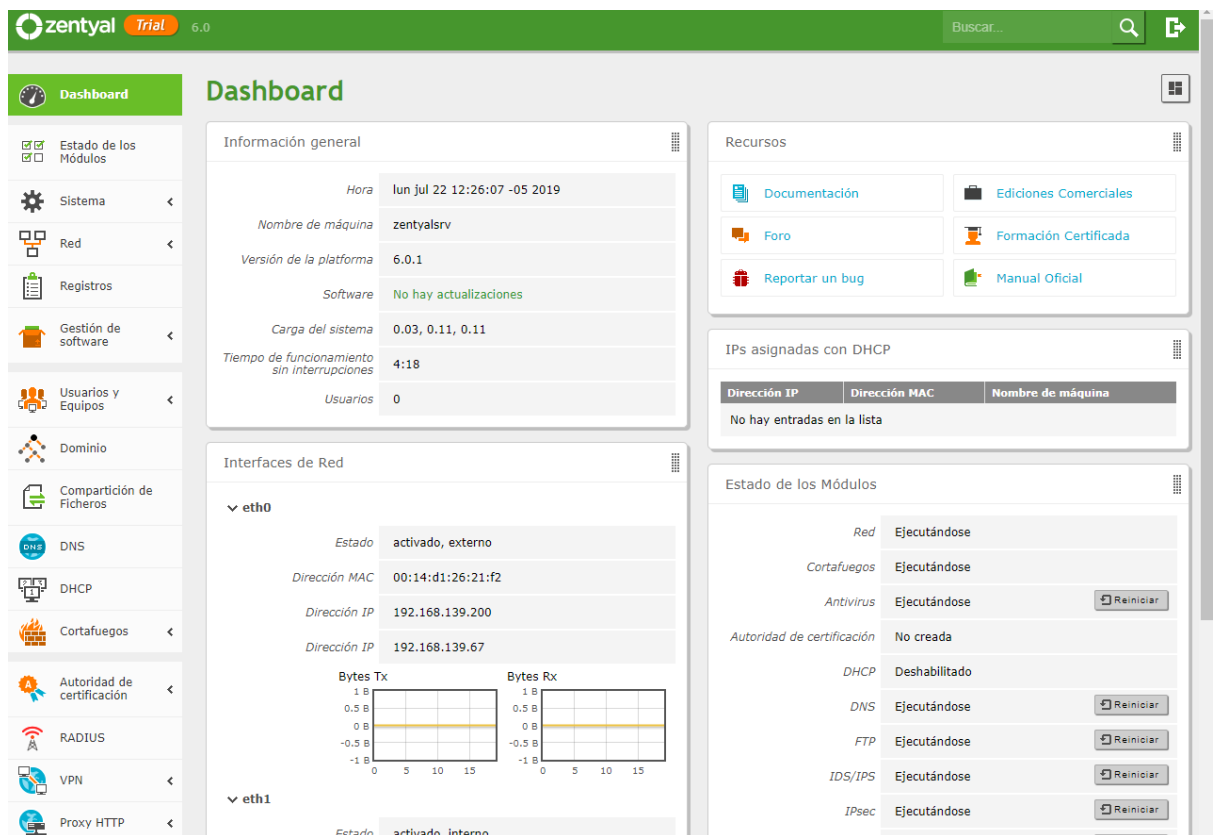 zentyal Trial 6.0
Buscar...
Dashboard
Estado de los
Módulos
Sistema
Red
Registros
Gestión de
software
Usuarios y
Equipos
Dominio
Compartición de
Ficheros
DNS
DNS
DHCP
Cortafuegos
Autoridad de
certificación
RADIUS
VPN
Proxy HTTP
Dashboard
Información general
Hora lun jul 22 12:26:07 -05 2019
Nombre de máquina zentyalsrv
Versión de la platforma 6.0.1
Software No hay actualizaciones
Carga del sistema 0.03, 0.11, 0.11
Tiempo de funcionamiento
sin interrupciones 4:18
Usuarios 0
Interfaces de Red
eth0
Estado activado, externo
Dirección MAC 00:14:d1:26:21:f2
Dirección IP 192.168.139.200
Dirección IP 192.168.139.67
Bytes Tx
1 B
0.5 B
0 B
-0.5 B
-1 B
0 5 10 15
Bytes Rx
1 B
0.5 B
0 B
-0.5 B
-1 B
0 5 10 15
eth1
Estado activado, interno
Recursos
Documentación Ediciones Comerciales
Foro Formación Certificada
Reportar un bug Manual Oficial
IPs asignadas con DHCP
Dirección IP Dirección MAC Nombre de máquina
No hay entradas en la lista
Estado de los Módulos
Red Ejecutándose
Cortafuegos Ejecutándose
Antivirus Ejecutándose Reiniciar
Autoridad de certificación No creada
DHCP Deshabilitado
DNS Ejecutándose Reiniciar
FTP Ejecutándose Reiniciar
IDS/IPS Ejecutándose Reiniciar
IPsec Ejecutándose Reiniciar